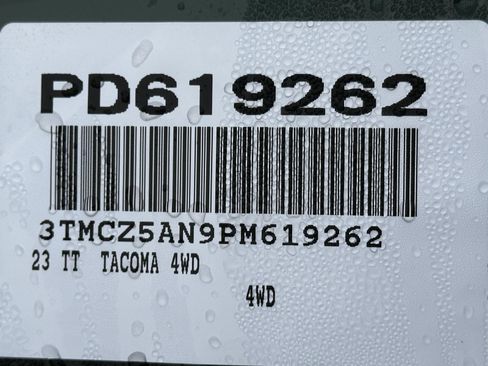 PD619262
3TMCZ5AN9PM619262
23 TT TACOMA 4WD
4WD